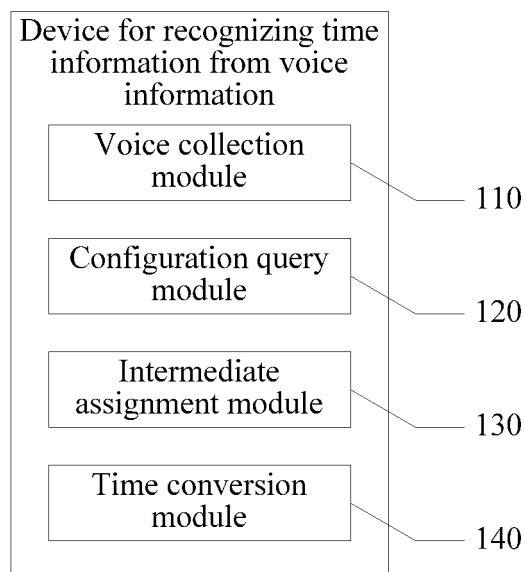 Device for recognizing time
information from voice
information
Voice collection
module
110
Configuration query
module
120
Intermediate
assignment module
130
Time conversion
module
140